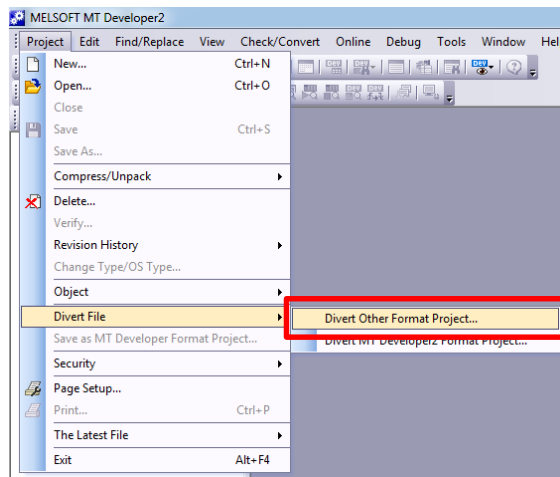 MELSOFT MT Developer2
Project Edit Find/Replace View Check/Convert Online Debug Tools Window Hel
New... Ctrl+N
Open... Ctrl+O
Close
Save Ctrl+S
Save As...
Compress/Unpack
Delete...
Verify...
Revision History
Change Type/OS Type...
Object
Divert File
Divert Other Format Project...
Save as MT Developer Format Project...
Divert MT Developer2 Format Project...
Security
Page Setup...
Print... Ctrl+P
The Latest File
Exit Alt+F4